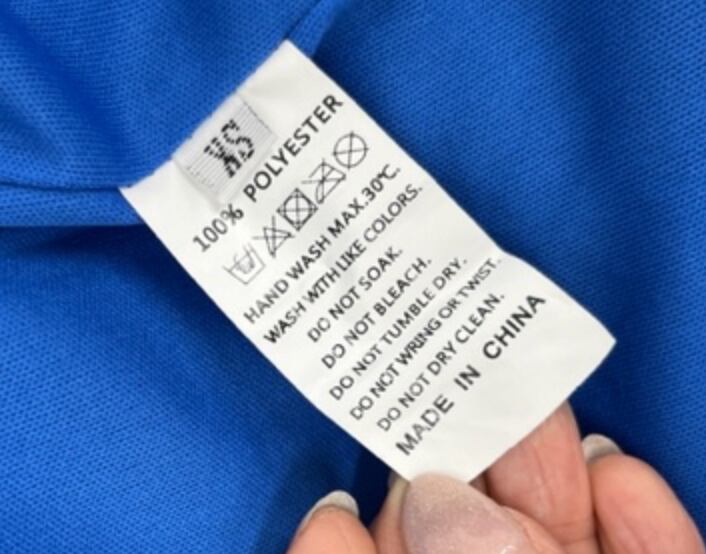 XS
100% POLYESTER
HAND WASH MAX.30℃.
WASH WITH LIKE COLORS.
DO NOT SOAK.
DO NOT BLEACH.
DO NOT TUMBLE DRY.
DO NOT WRING OR TWIST.
DO NOT DRY CLEAN.
MADE IN CHINA